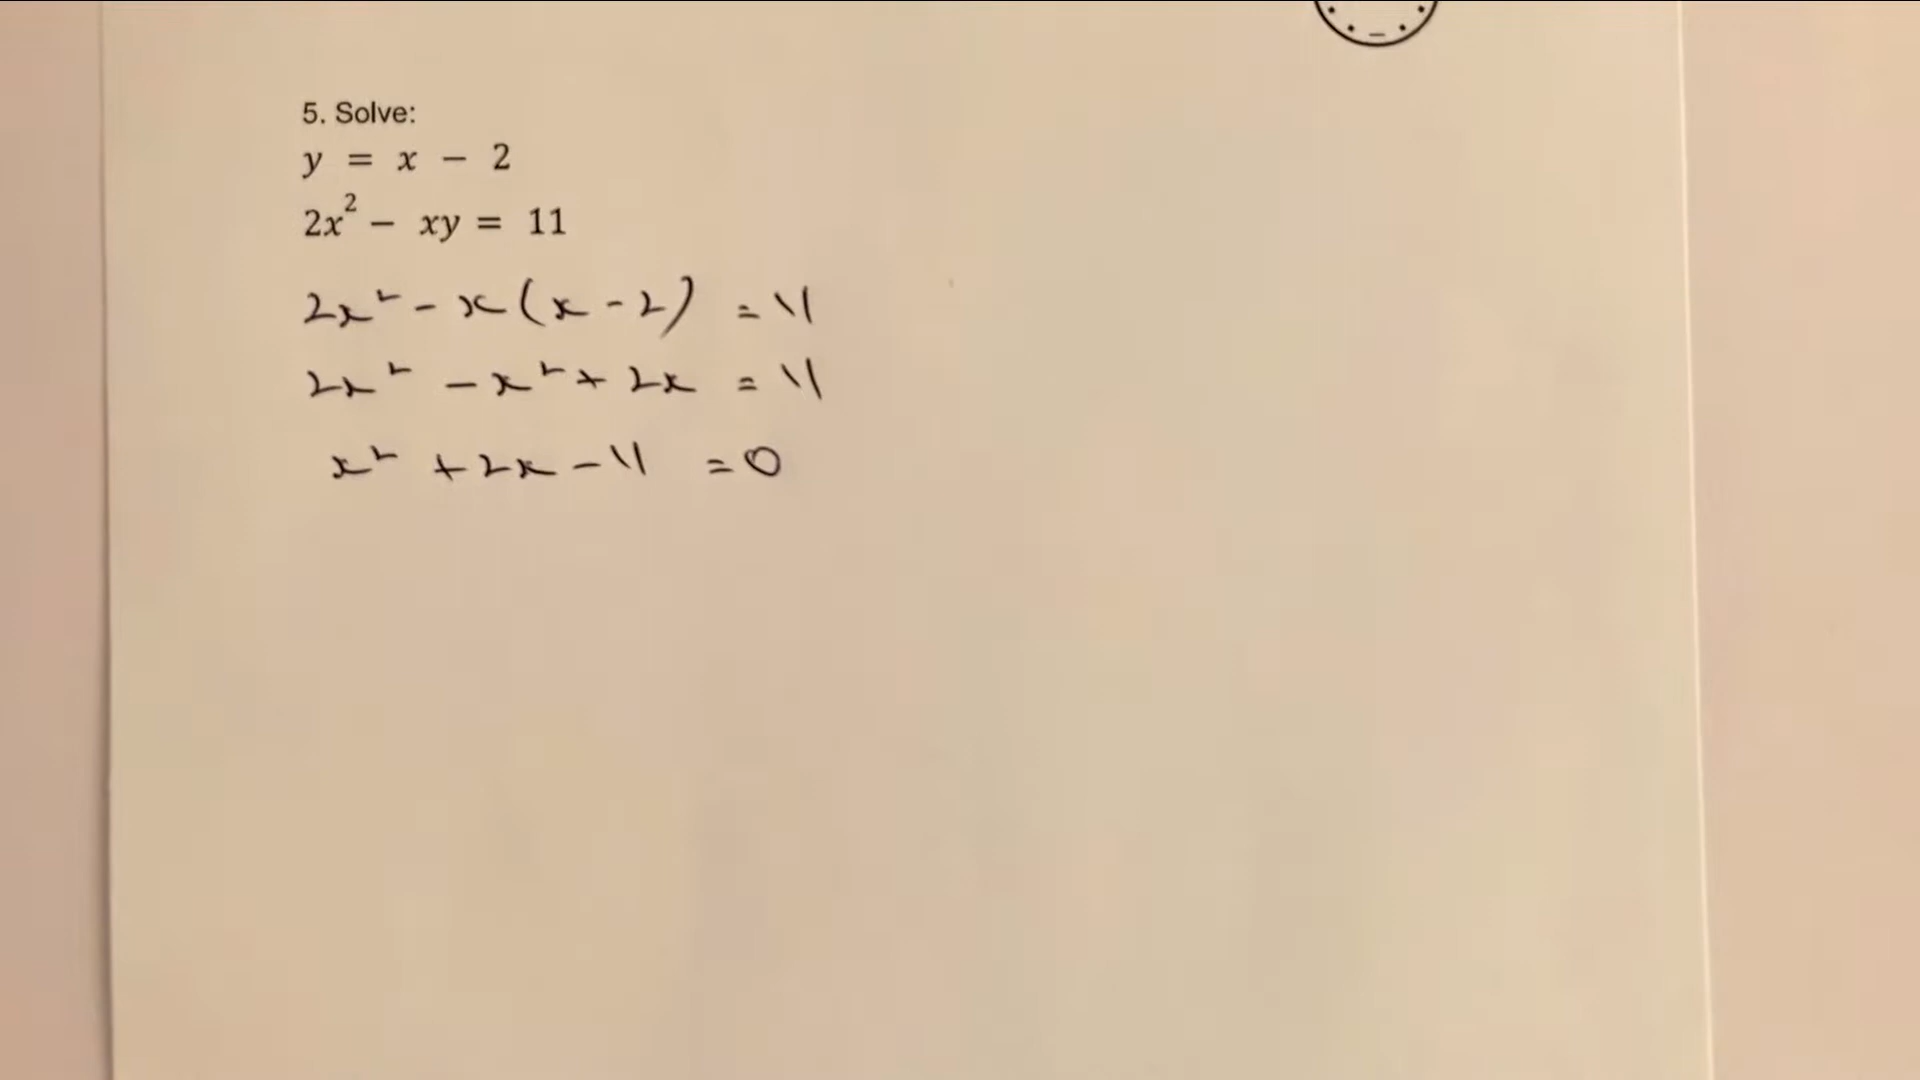 5. Solve:
y = x − 2
2x² − xy = 11
2x² − x(x − 2) = 11
2x² − x² + 2x = 11
x² + 2x − 11 = 0